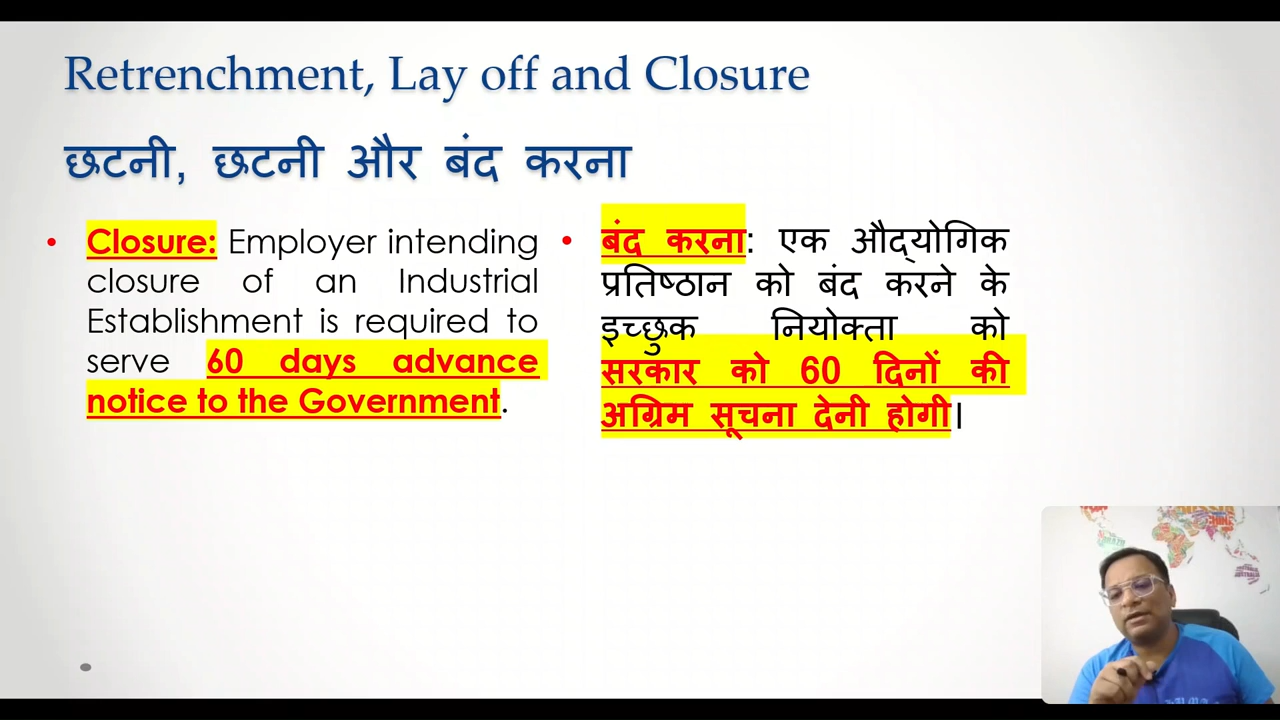 Retrenchment, Lay off and Closure
छटनी, छटनी और बंद करना
• Closure: Employer intending
closure of an Industrial
Establishment is required to
serve 60 days advance
notice to the Government.
• बंद करना: एक औद्योगिक
प्रतिष्ठान को बंद करने के
इच्छुक नियोक्ता को
सरकार को 60 दिनों की
अग्रिम सूचना देनी होगी।